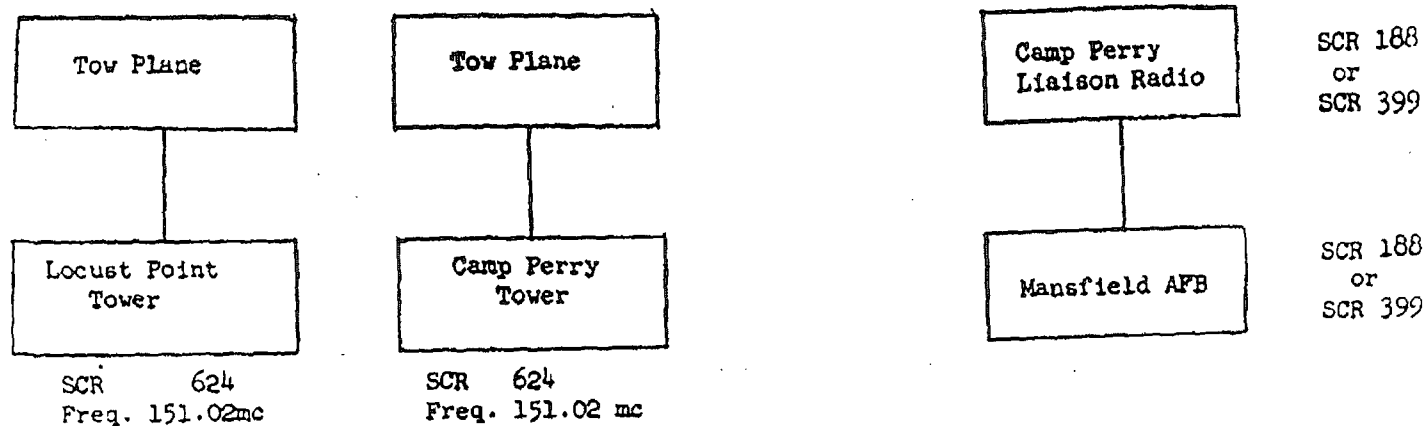 Tow Plane
Tow Plane
Camp Perry
Liaison Radio
SCR 188
or
SCR 399
Locust Point
Tower
Camp Perry
Tower
Mansfield AFB
SCR 188
or
SCR 399
SCR 624
Freq. 151.02mc
SCR 624
Freq. 151.02 mc